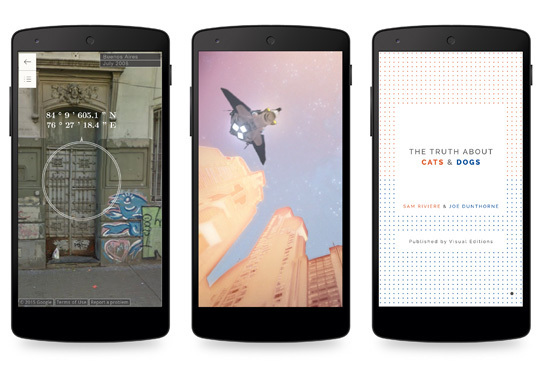 Buenos Aires
July 2008
84 ° 9 ' 605.1 " N
76 ° 27 ' 18.4 " E
© 2015 Google
Terms of Use
Report a problem
THE TRUTH ABOUT
CATS & DOGS
SAM RIVIERE & JOE DUNTHORNE
Published by Visual Editions